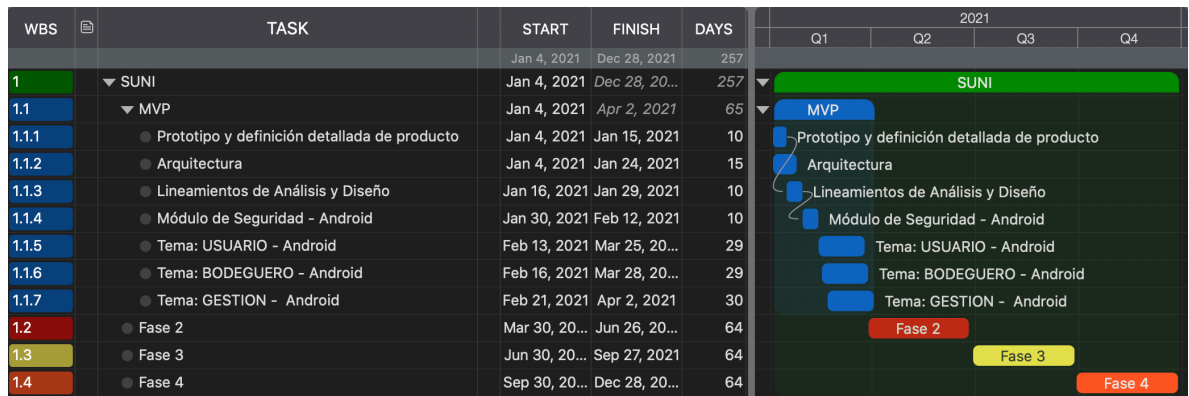 WBS TASK START FINISH DAYS 2021
Q1 Q2 Q3 Q4
Jan 4, 2021 Dec 28, 2021 257
1 SUNI Jan 4, 2021 Dec 28, 20... 257 SUNI
1.1 MVP Jan 4, 2021 Apr 2, 2021 65 MVP
1.1.1 Prototipo y definición detallada de producto Jan 4, 2021 Jan 15, 2021 10 Prototipo y definición detallada de producto
1.1.2 Arquitectura Jan 4, 2021 Jan 24, 2021 15 Arquitectura
1.1.3 Lineamientos de Análisis y Diseño Jan 16, 2021 Jan 29, 2021 10 Lineamientos de Análisis y Diseño
1.1.4 Módulo de Seguridad - Android Jan 30, 2021 Feb 12, 2021 10 Módulo de Seguridad - Android
1.1.5 Tema: USUARIO - Android Feb 13, 2021 Mar 25, 20... 29 Tema: USUARIO - Android
1.1.6 Tema: BODEGUERO - Android Feb 16, 2021 Mar 28, 20... 29 Tema: BODEGUERO - Android
1.1.7 Tema: GESTION - Android Feb 21, 2021 Apr 2, 2021 30 Tema: GESTION - Android
1.2 Fase 2 Mar 30, 20... Jun 26, 20... 64 Fase 2
1.3 Fase 3 Jun 30, 20... Sep 27, 2021 64 Fase 3
1.4 Fase 4 Sep 30, 20... Dec 28, 20... 64 Fase 4